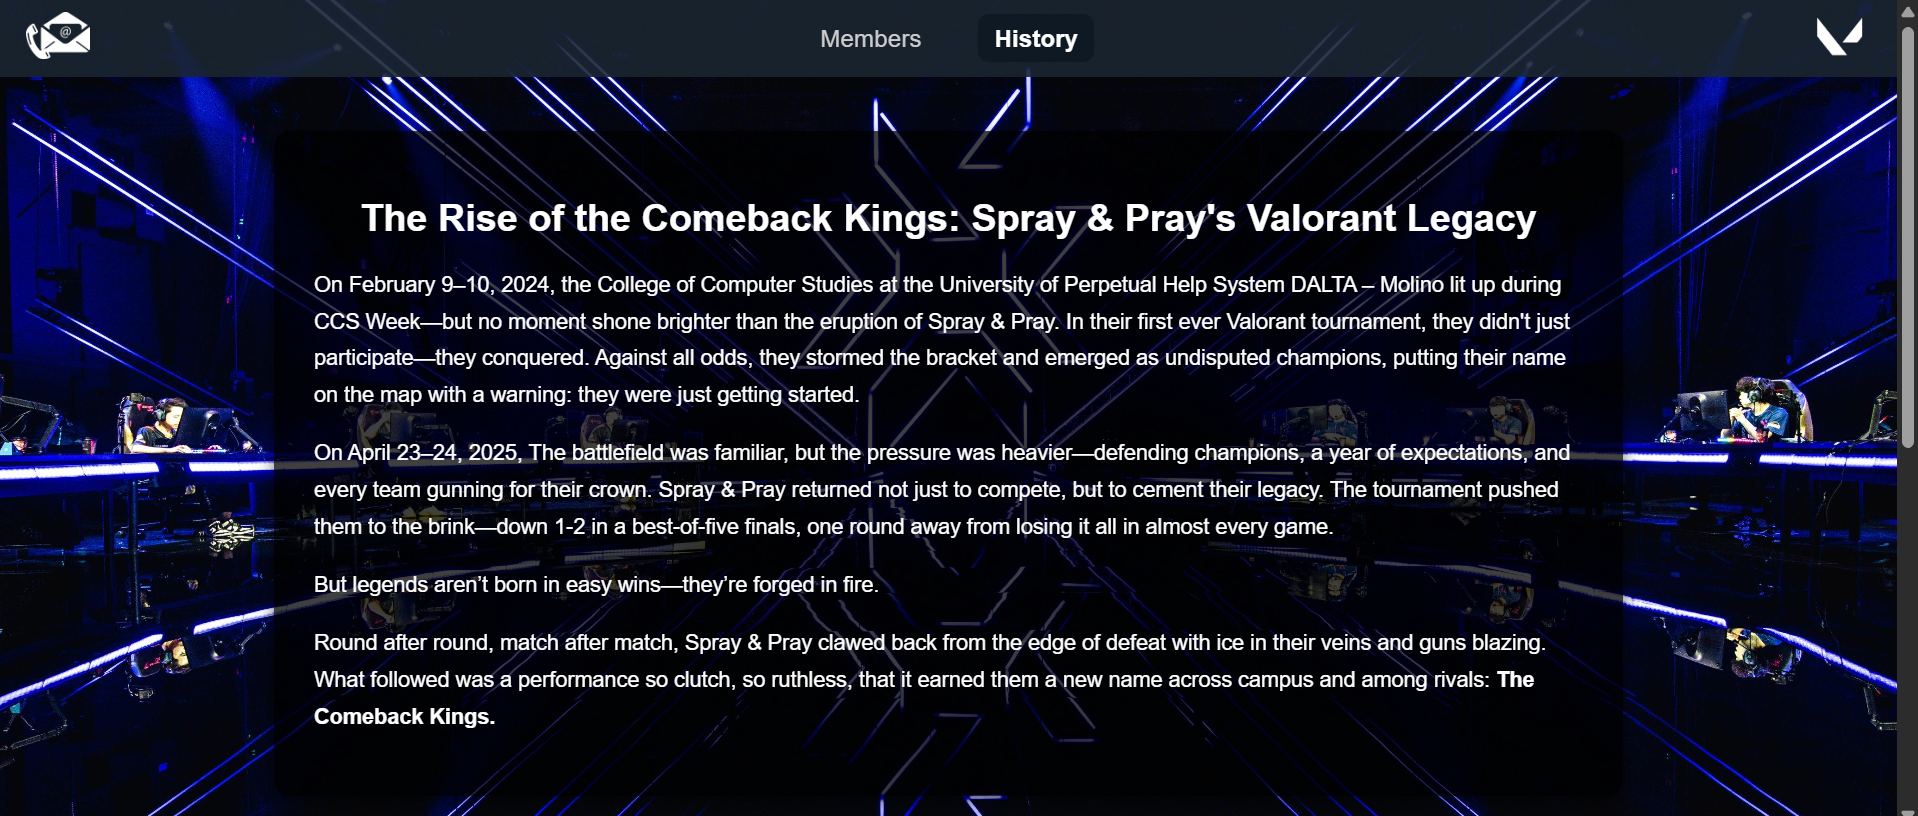 @
Members
History
The Rise of the Comeback Kings: Spray & Pray's Valorant Legacy
On February 9–10, 2024, the College of Computer Studies at the University of Perpetual Help System DALTA – Molino lit up during
CCS Week—but no moment shone brighter than the eruption of Spray & Pray. In their first ever Valorant tournament, they didn't just
participate—they conquered. Against all odds, they stormed the bracket and emerged as undisputed champions, putting their name
on the map with a warning: they were just getting started.
On April 23–24, 2025, The battlefield was familiar, but the pressure was heavier—defending champions, a year of expectations, and
every team gunning for their crown. Spray & Pray returned not just to compete, but to cement their legacy. The tournament pushed
them to the brink—down 1-2 in a best-of-five finals, one round away from losing it all in almost every game.
But legends aren’t born in easy wins—they’re forged in fire.
Round after round, match after match, Spray & Pray clawed back from the edge of defeat with ice in their veins and guns blazing.
What followed was a performance so clutch, so ruthless, that it earned them a new name across campus and among rivals: The
Comeback Kings.